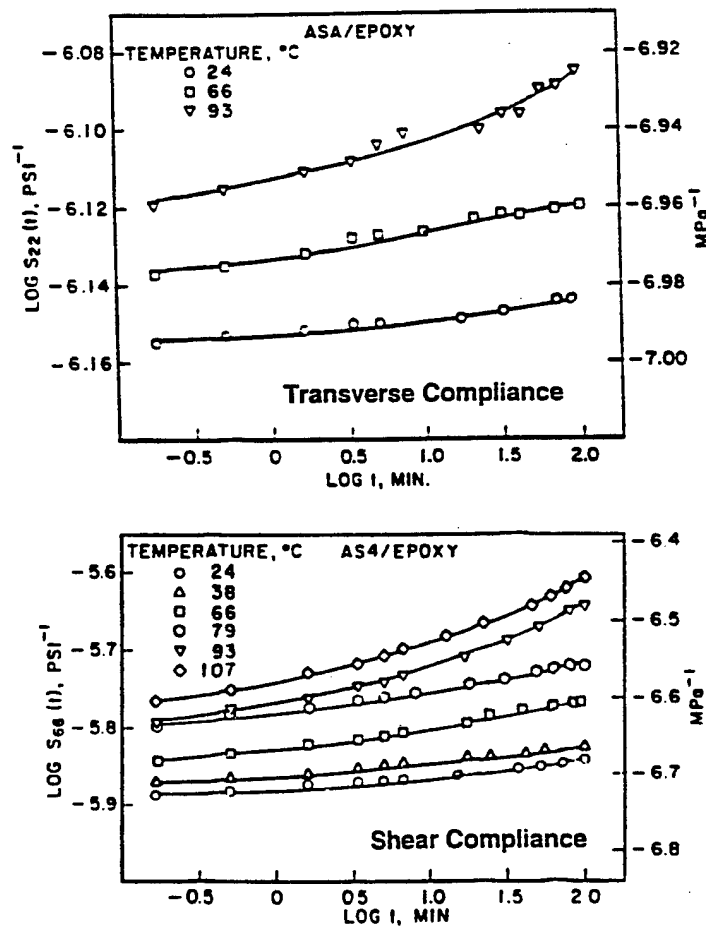 ASA/EPOXY
TEMPERATURE, °C
○ 24
□ 66
▽ 93
LOG S₂₂(t), PSI⁻¹
-6.08
-6.10
-6.12
-6.14
-6.16
-6.92
-6.94
-6.96
-6.98
-7.00
MPa⁻¹
Transverse Compliance
-0.5 0 0.5 1.0 1.5 2.0
LOG t, MIN.
TEMPERATURE, °C AS4/EPOXY
○ 24
△ 38
□ 66
○ 79
▽ 93
◇ 107
LOG S₆₆(t), PSI⁻¹
-5.6
-5.7
-5.8
-5.9
-6.4
-6.5
-6.6
-6.7
-6.8
MPa⁻¹
Shear Compliance
-0.5 0 0.5 1.0 1.5 2.0
LOG t, MIN